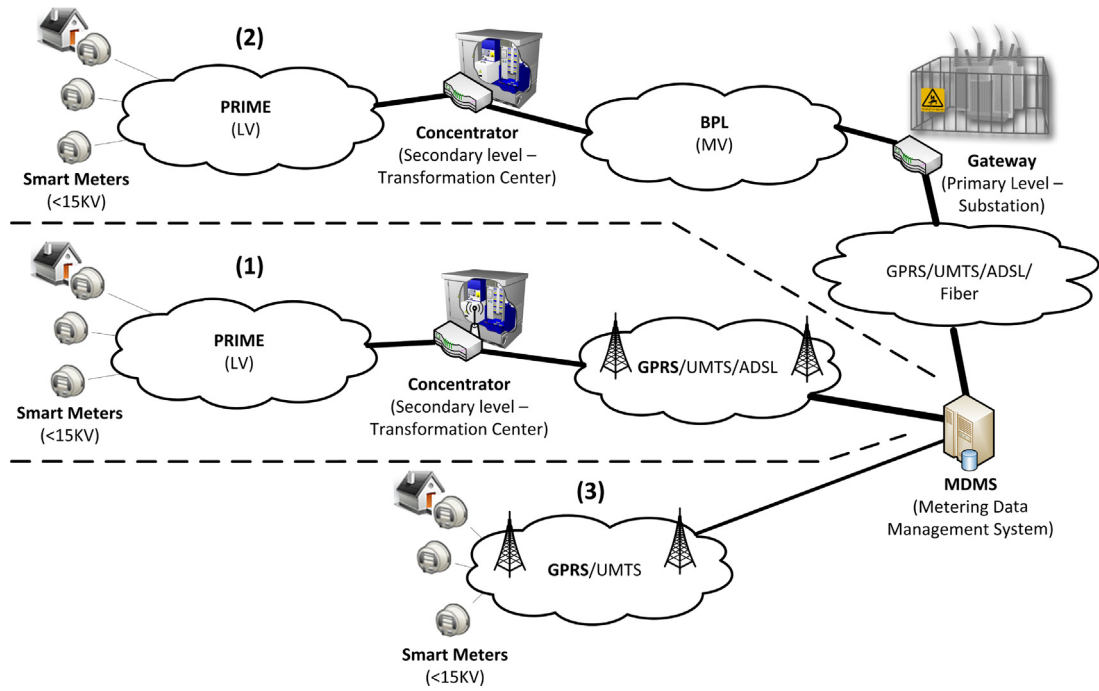 (2)
PRIME
(LV)
Smart Meters
(<15KV)
Concentrator
(Secondary level –
Transformation Center)
BPL
(MV)
Gateway
(Primary Level –
Substation)
GPRS/UMTS/ADSL/
Fiber
(1)
PRIME
(LV)
Smart Meters
(<15KV)
Concentrator
(Secondary level –
Transformation Center)
GPRS/UMTS/ADSL
MDMS
(Metering Data
Management System)
(3)
GPRS/UMTS
Smart Meters
(<15KV)